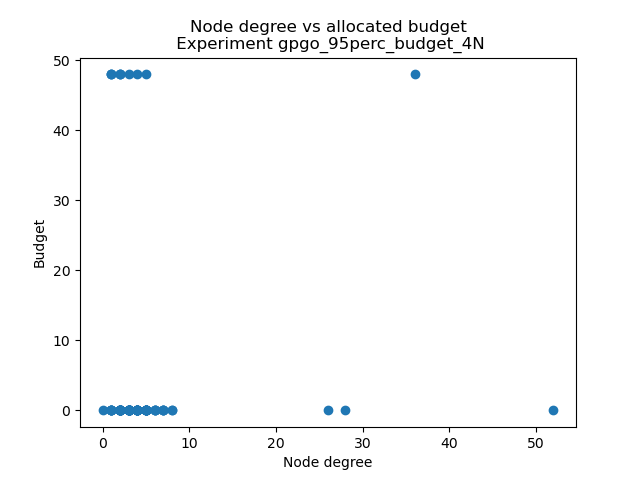 Node degree vs allocated budget
Experiment gpgo_95perc_budget_4N
50
40
30
20
10
0
Budget
0 10 20 30 40 50
Node degree